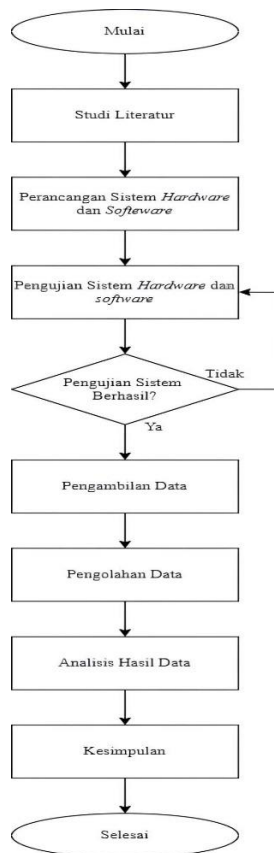 Mulai
Studi Literatur
Perancangan Sistem Hardware
dan Softeware
Pengujian Sistem Hardware dan
software
Pengujian Sistem
Berhasil?
Tidak
Ya
Pengambilan Data
Pengolahan Data
Analisis Hasil Data
Kesimpulan
Selesai